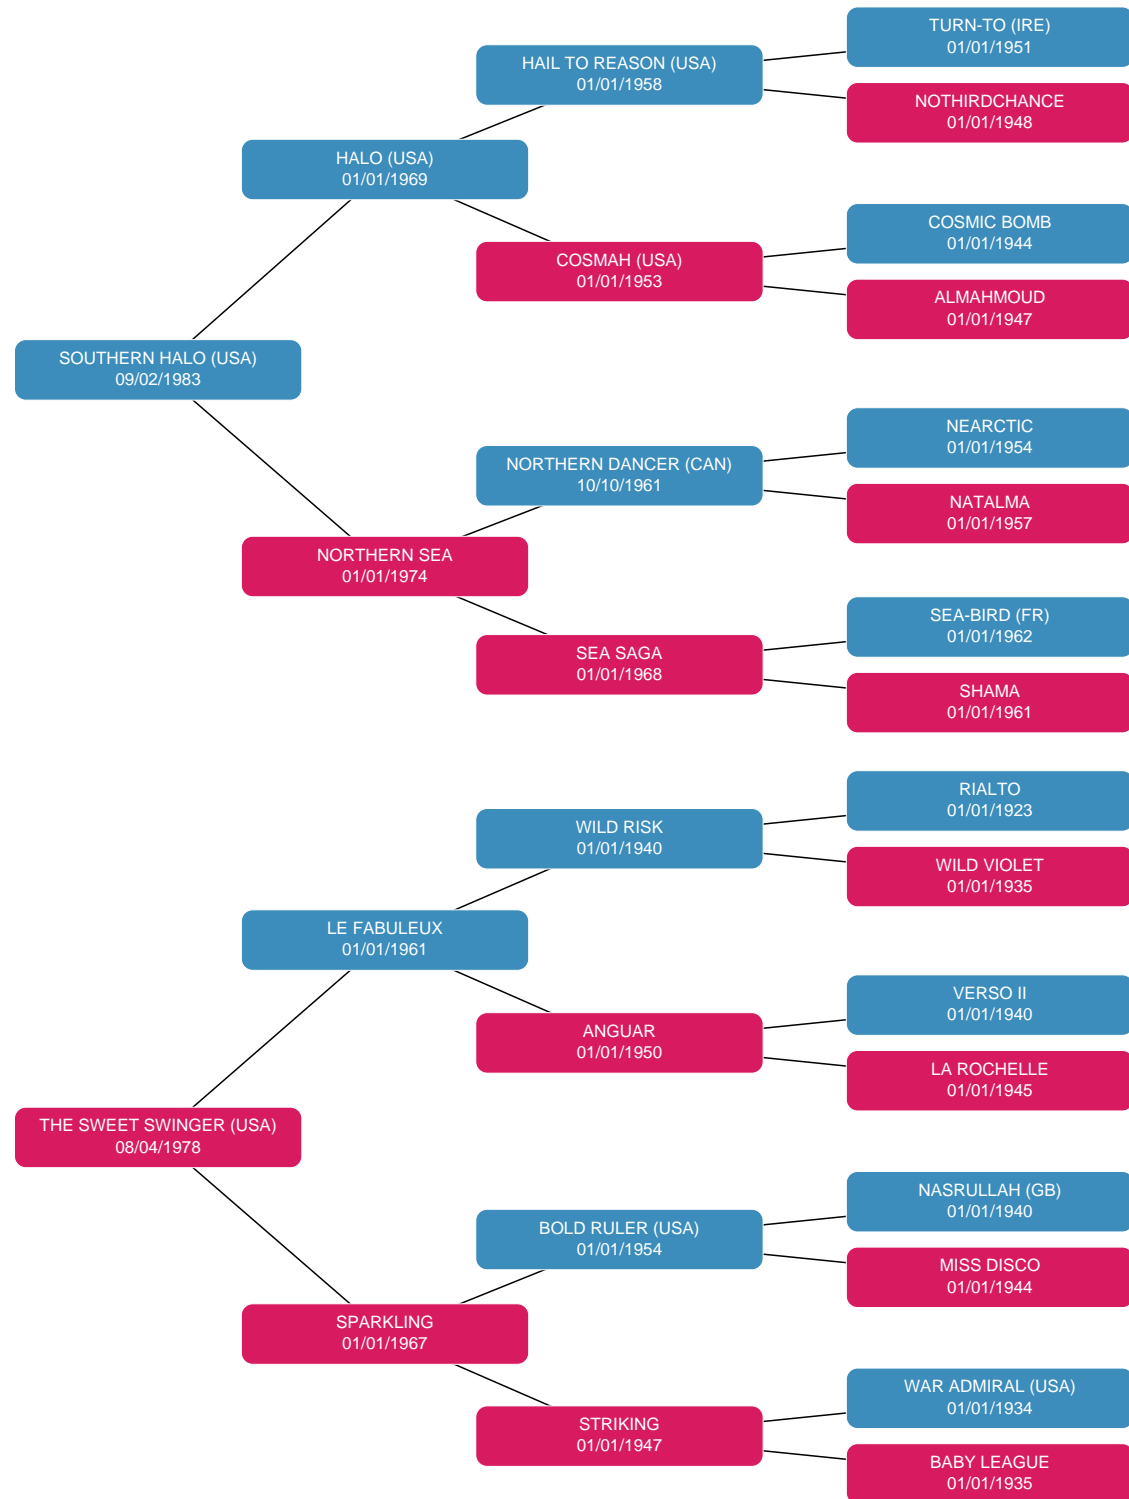 TURN-TO (IRE)
01/01/1951
HAIL TO REASON (USA)
01/01/1958
NOTHIRDCHANCE
01/01/1948
HALO (USA)
01/01/1969
COSMIC BOMB
01/01/1944
COSMAH (USA)
01/01/1953
ALMAHMOUD
01/01/1947
SOUTHERN HALO (USA)
09/02/1983
NEARCTIC
01/01/1954
NORTHERN DANCER (CAN)
10/10/1961
NATALMA
01/01/1957
NORTHERN SEA
01/01/1974
SEA-BIRD (FR)
01/01/1962
SEA SAGA
01/01/1968
SHAMA
01/01/1961
RIALTO
01/01/1923
WILD RISK
01/01/1940
WILD VIOLET
01/01/1935
LE FABULEUX
01/01/1961
VERSO II
01/01/1940
ANGUAR
01/01/1950
LA ROCHELLE
01/01/1945
THE SWEET SWINGER (USA)
08/04/1978
NASRULLAH (GB)
01/01/1940
BOLD RULER (USA)
01/01/1954
MISS DISCO
01/01/1944
SPARKLING
01/01/1967
WAR ADMIRAL (USA)
01/01/1934
STRIKING
01/01/1947
BABY LEAGUE
01/01/1935